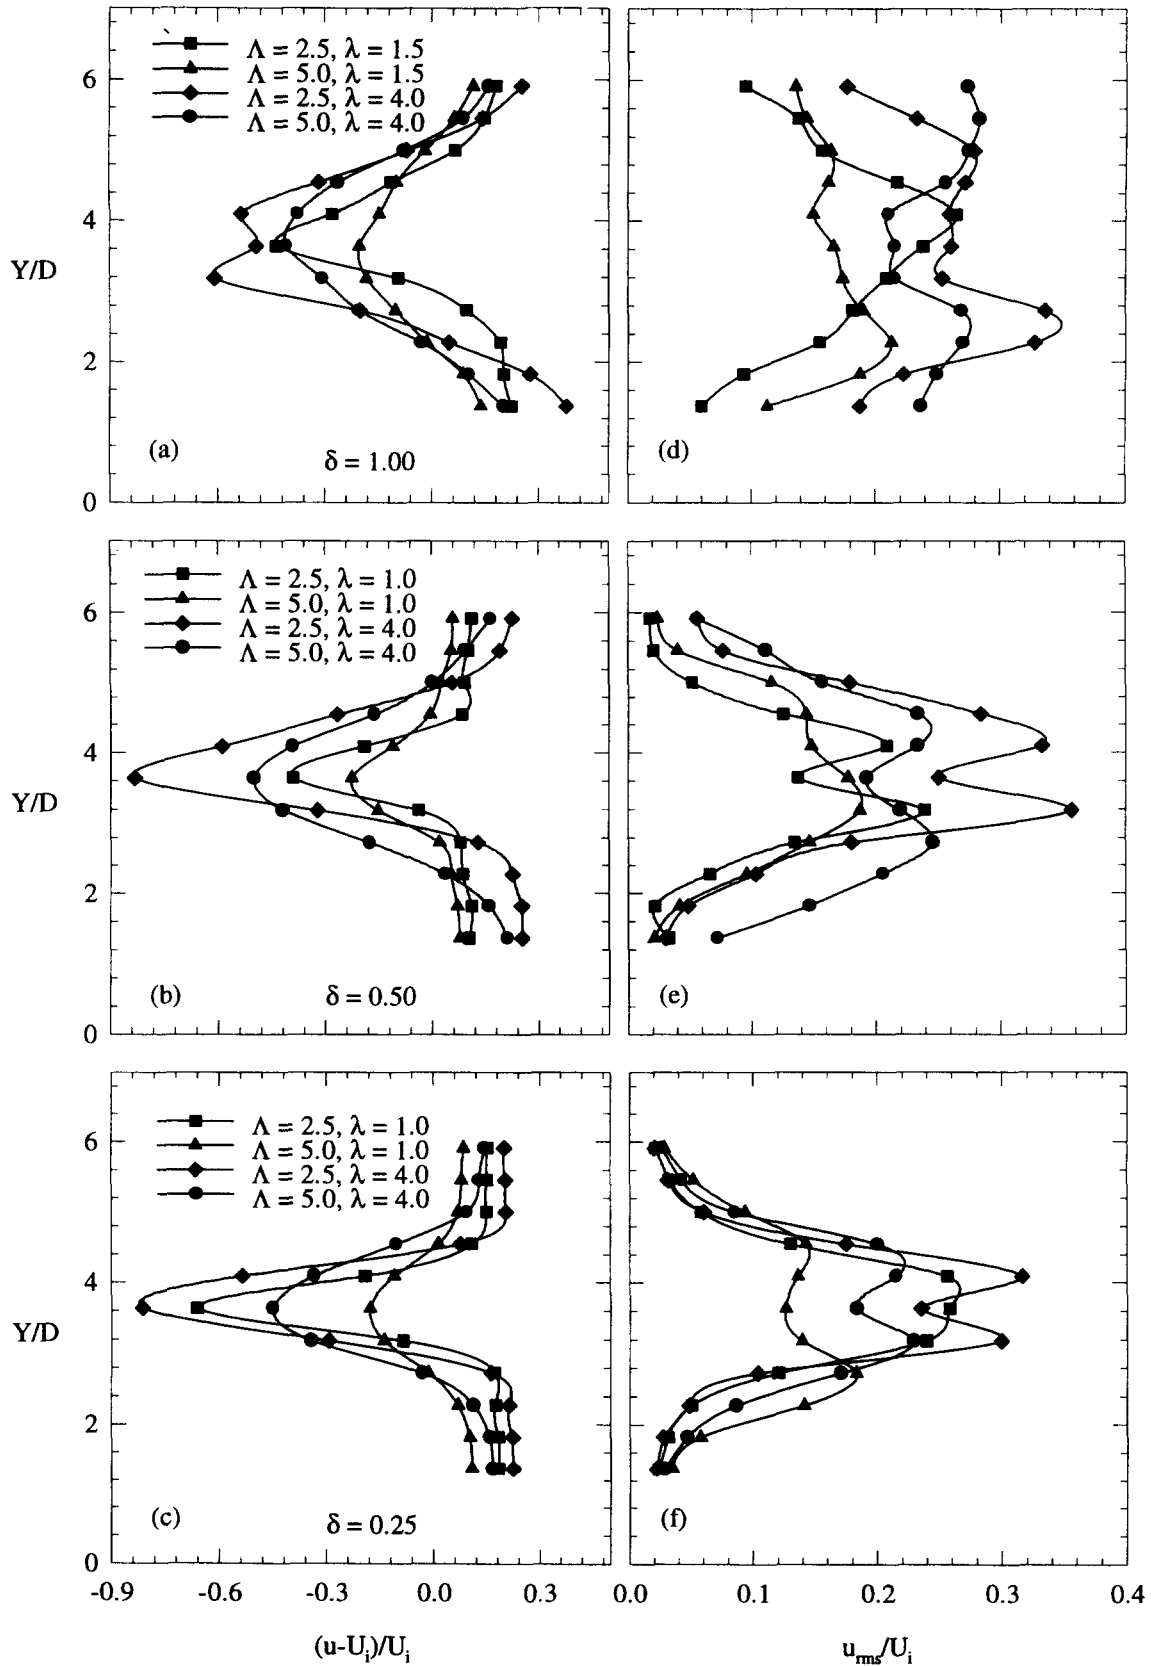 Λ = 2.5, λ = 1.5
Λ = 5.0, λ = 1.5
Λ = 2.5, λ = 4.0
Λ = 5.0, λ = 4.0
6
4
Y/D
2
0
(a)
δ = 1.00
(d)
Λ = 2.5, λ = 1.0
Λ = 5.0, λ = 1.0
Λ = 2.5, λ = 4.0
Λ = 5.0, λ = 4.0
6
4
Y/D
2
0
(b)
δ = 0.50
(e)
Λ = 2.5, λ = 1.0
Λ = 5.0, λ = 1.0
Λ = 2.5, λ = 4.0
Λ = 5.0, λ = 4.0
6
4
Y/D
2
0
(c)
δ = 0.25
(f)
-0.9 -0.6 -0.3 0.0 0.3
0.0 0.1 0.2 0.3 0.4
(u-Uᵢ)/Uᵢ
uᵣₘₛ/Uᵢ